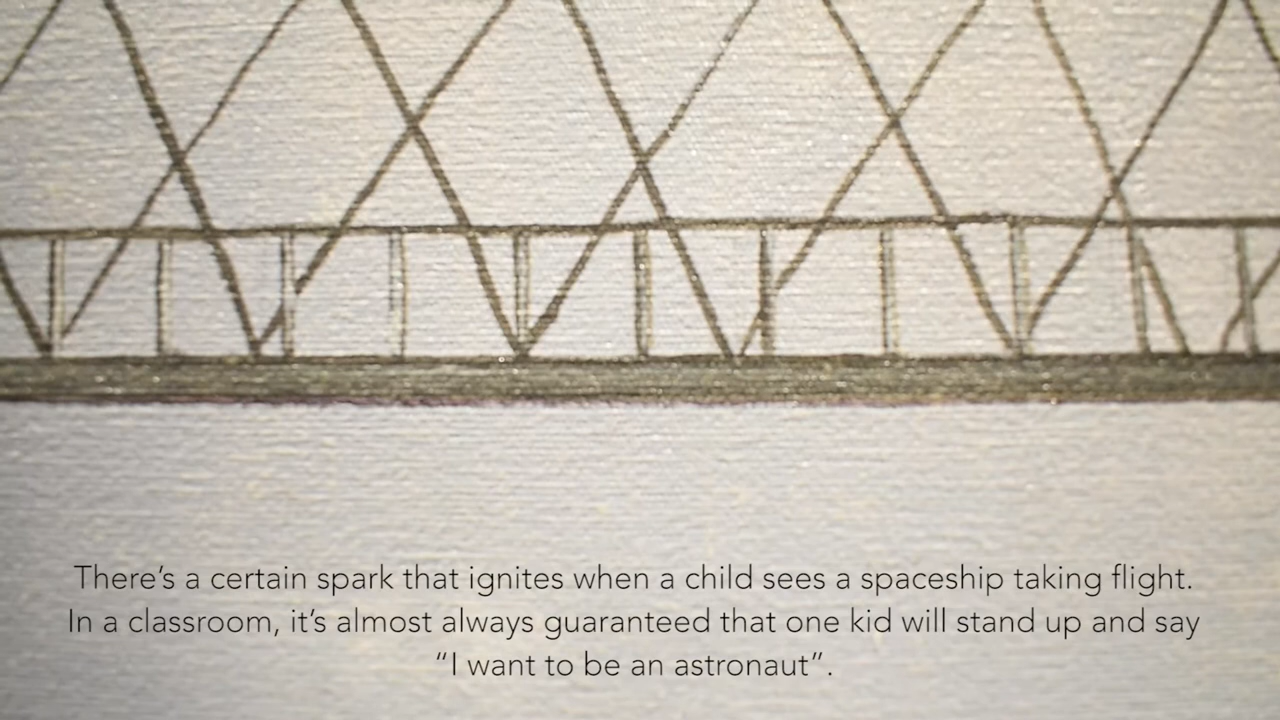 There’s a certain spark that ignites when a child sees a spaceship taking flight.
In a classroom, it’s almost always guaranteed that one kid will stand up and say
“I want to be an astronaut”.